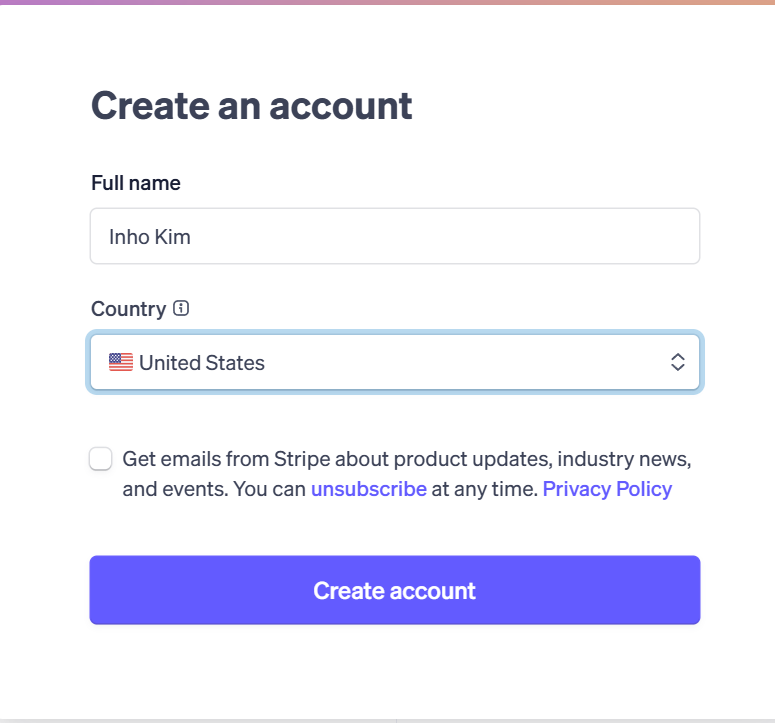 Create an account
Full name
Inho Kim
Country
United States
Get emails from Stripe about product updates, industry news,
and events. You can unsubscribe at any time. Privacy Policy
Create account